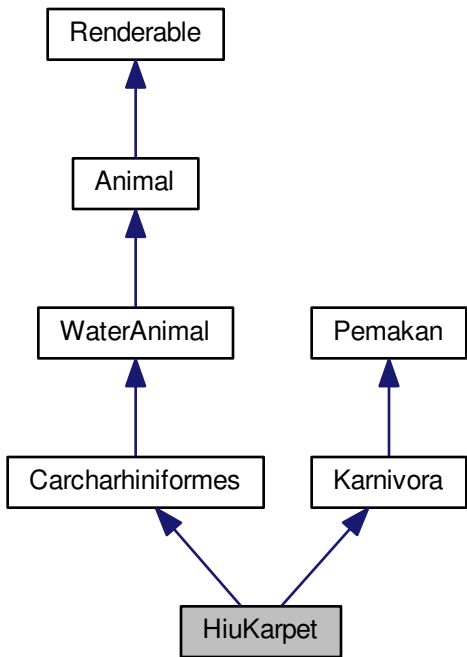 Renderable
Animal
WaterAnimal
Pemakan
Carcharhiniformes
Karnivora
HiuKarpet